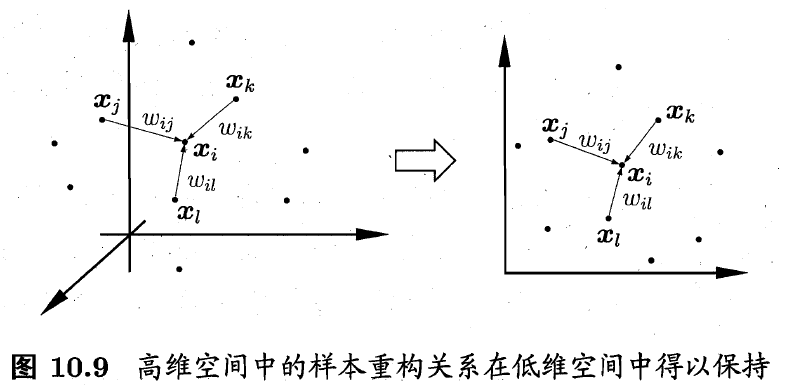 x_j w_ij x_k w_ik x_i w_il x_l
x_j w_ij x_k w_ik x_i w_il x_l
图 10.9 高维空间中的样本重构关系在低维空间中得以保持